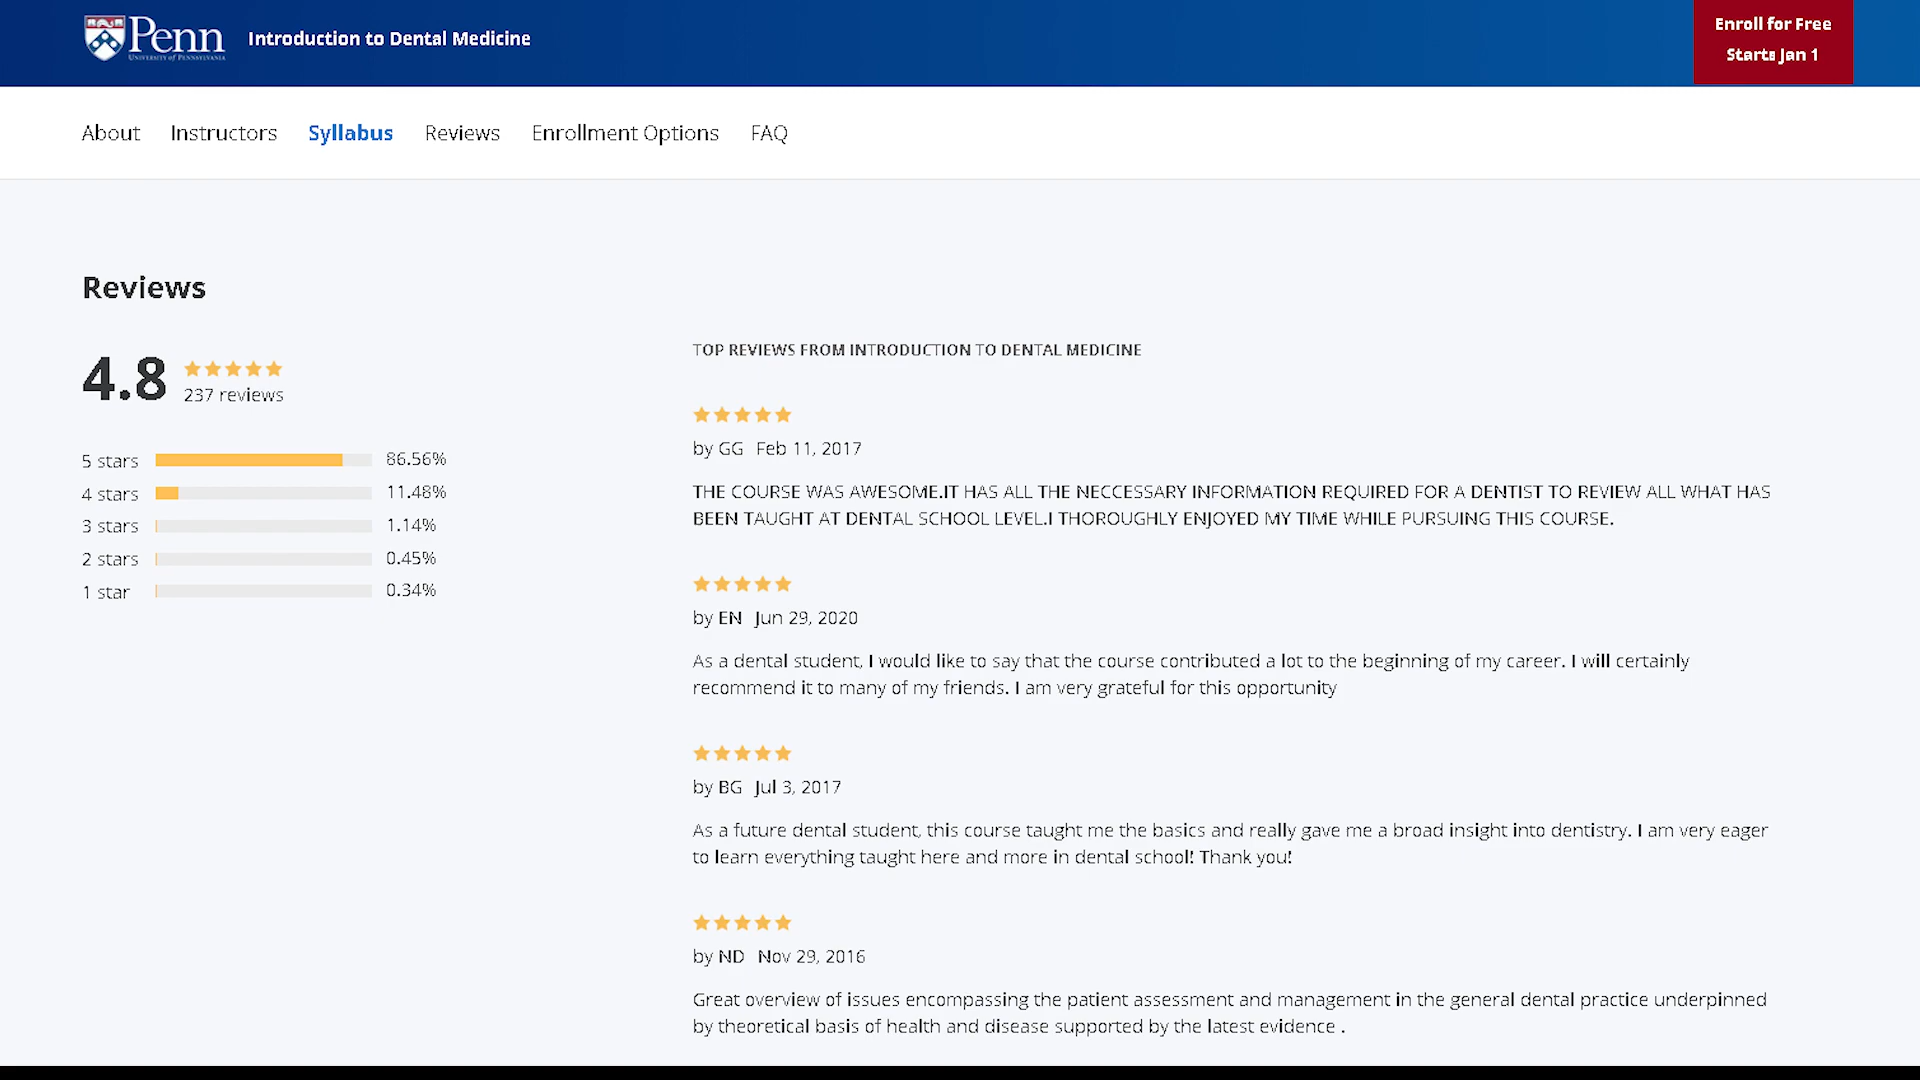 Penn
UNIVERSITY of PENNSYLVANIA
Introduction to Dental Medicine
Enroll for Free
Starts Jan 1
About Instructors Syllabus Reviews Enrollment Options FAQ
Reviews
4.8
237 reviews
5 stars 86.56%
4 stars 11.48%
3 stars 1.14%
2 stars 0.45%
1 star 0.34%
TOP REVIEWS FROM INTRODUCTION TO DENTAL MEDICINE
by GG Feb 11, 2017
THE COURSE WAS AWESOME.IT HAS ALL THE NECCESSARY INFORMATION REQUIRED FOR A DENTIST TO REVIEW ALL WHAT HAS
BEEN TAUGHT AT DENTAL SCHOOL LEVEL.I THOROUGHLY ENJOYED MY TIME WHILE PURSUING THIS COURSE.
by EN Jun 29, 2020
As a dental student, I would like to say that the course contributed a lot to the beginning of my career. I will certainly
recommend it to many of my friends. I am very grateful for this opportunity
by BG Jul 3, 2017
As a future dental student, this course taught me the basics and really gave me a broad insight into dentistry. I am very eager
to learn everything taught here and more in dental school! Thank you!
by ND Nov 29, 2016
Great overview of issues encompassing the patient assessment and management in the general dental practice underpinned
by theoretical basis of health and disease supported by the latest evidence .